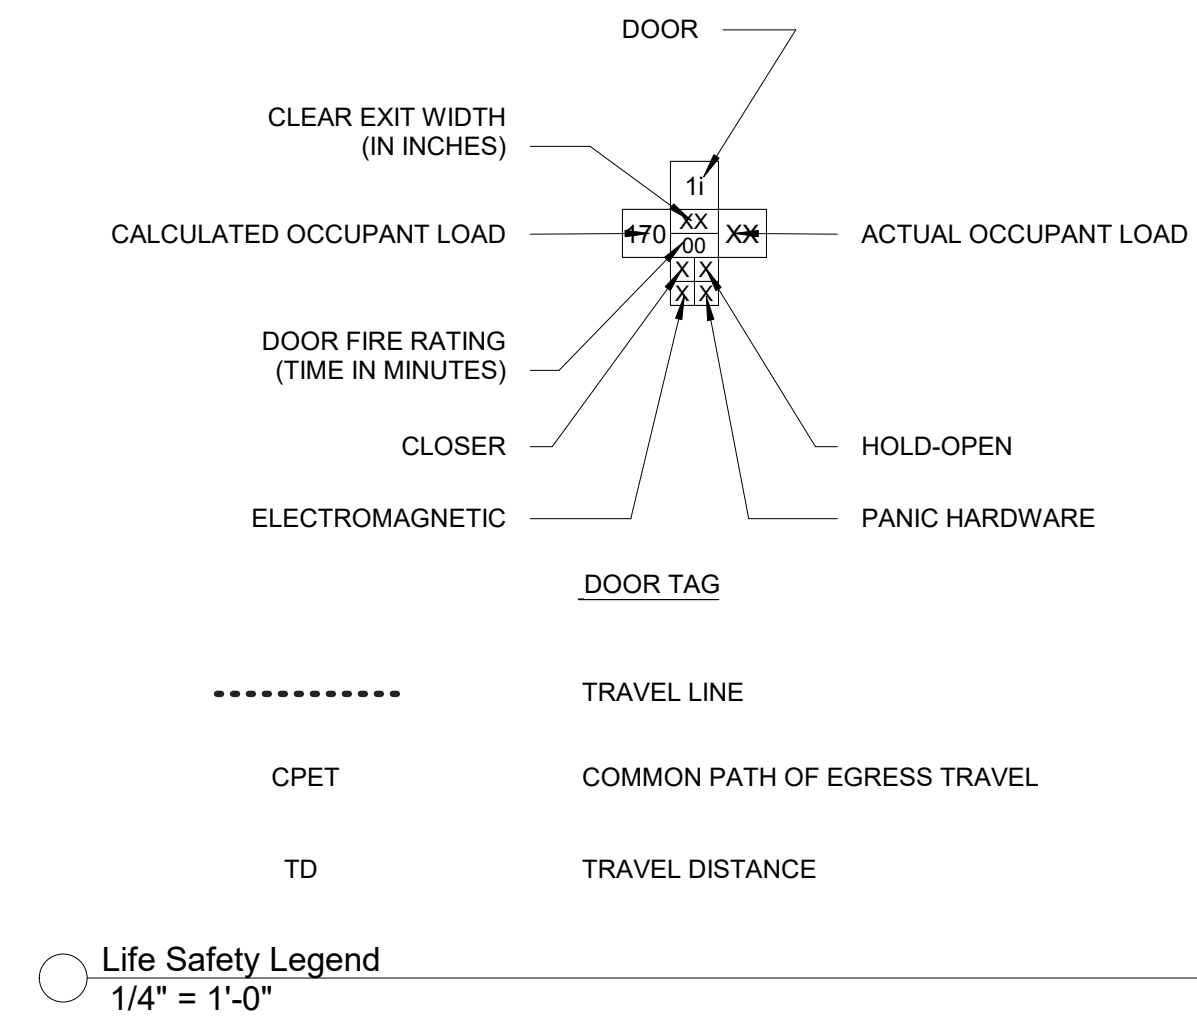 DOOR
CLEAR EXIT WIDTH
(IN INCHES)
1i
CALCULATED OCCUPANT LOAD
170
XX
00
XX
ACTUAL OCCUPANT LOAD
X X
X X
DOOR FIRE RATING
(TIME IN MINUTES)
CLOSER
HOLD-OPEN
ELECTROMAGNETIC
PANIC HARDWARE
DOOR TAG
TRAVEL LINE
CPET COMMON PATH OF EGRESS TRAVEL
TD TRAVEL DISTANCE
Life Safety Legend
1/4" = 1'-0"